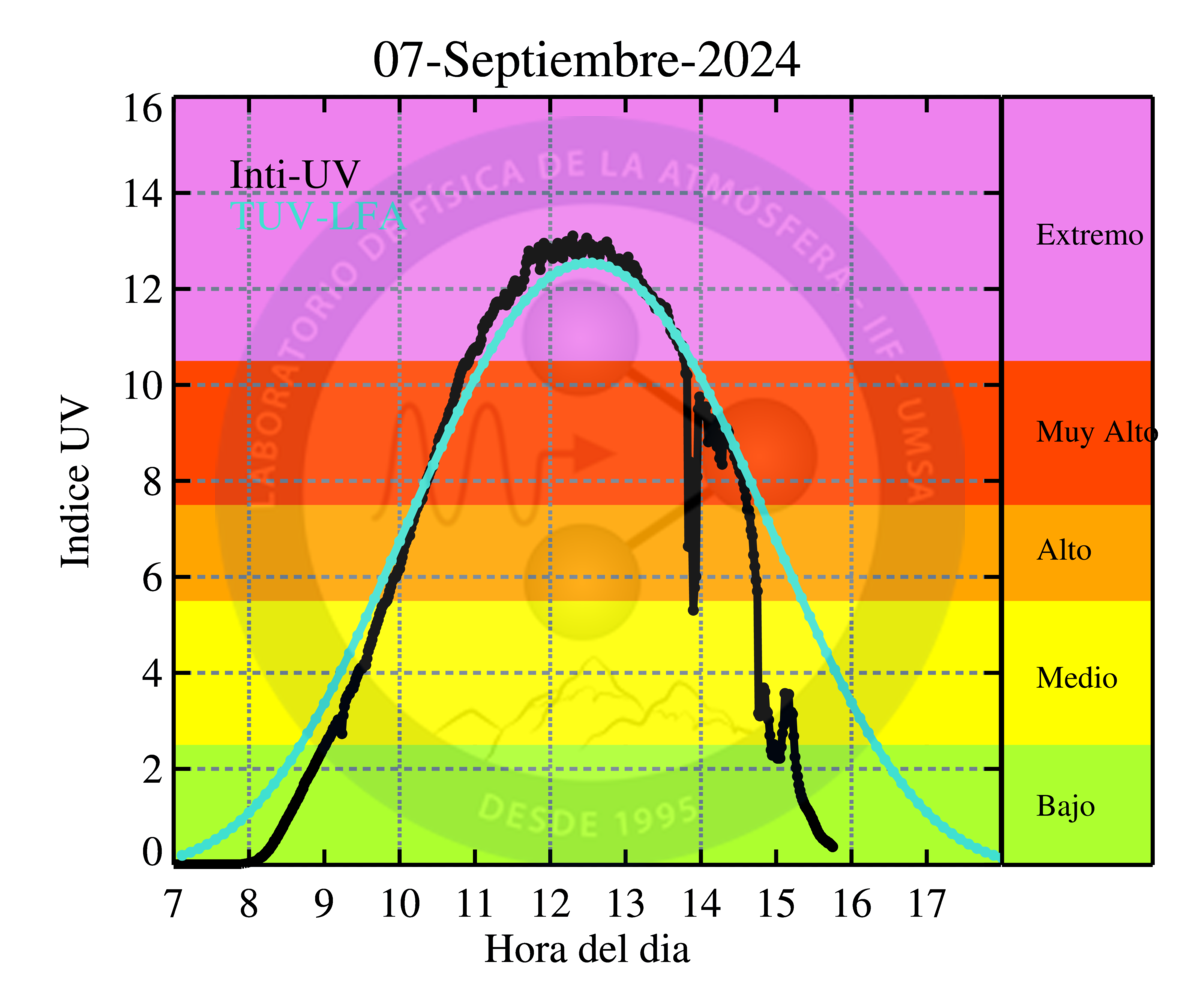 07-Septiembre-2024
16
14
12
10
8
6
4
2
0
Indice UV
Inti-UV
TUV-LFA
LABORATORIO DE FÍSICA DE LA ATMÓSFERA - IIF - UMSA
DESDE 1995
Extremo
Muy Alto
Alto
Medio
Bajo
7 8 9 10 11 12 13 14 15 16 17
Hora del dia